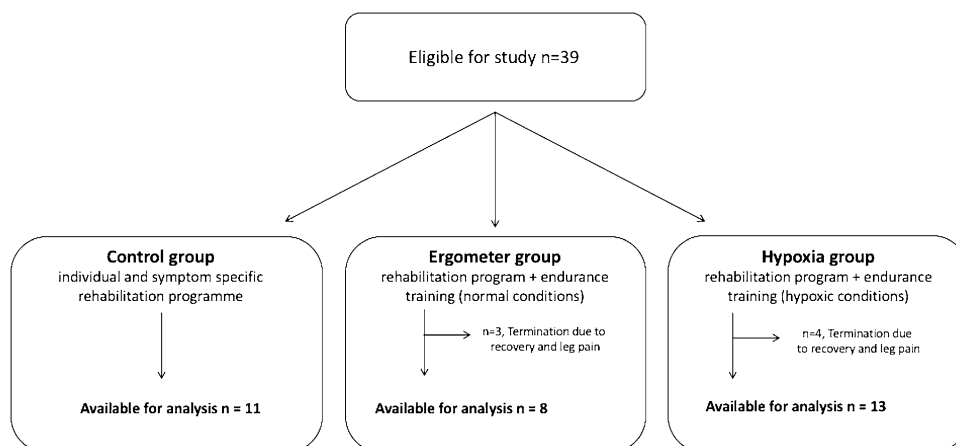 Eligible for study n=39
Control group
individual and symptom specific
rehabilitation programme
Available for analysis n = 11
Ergometer group
rehabilitation program + endurance
training (normal conditions)
n=3, Termination due to
recovery and leg pain
Available for analysis n = 8
Hypoxia group
rehabilitation program + endurance
training (hypoxic conditions)
n=4, Termination due
to recovery and leg pain
Available for analysis n = 13